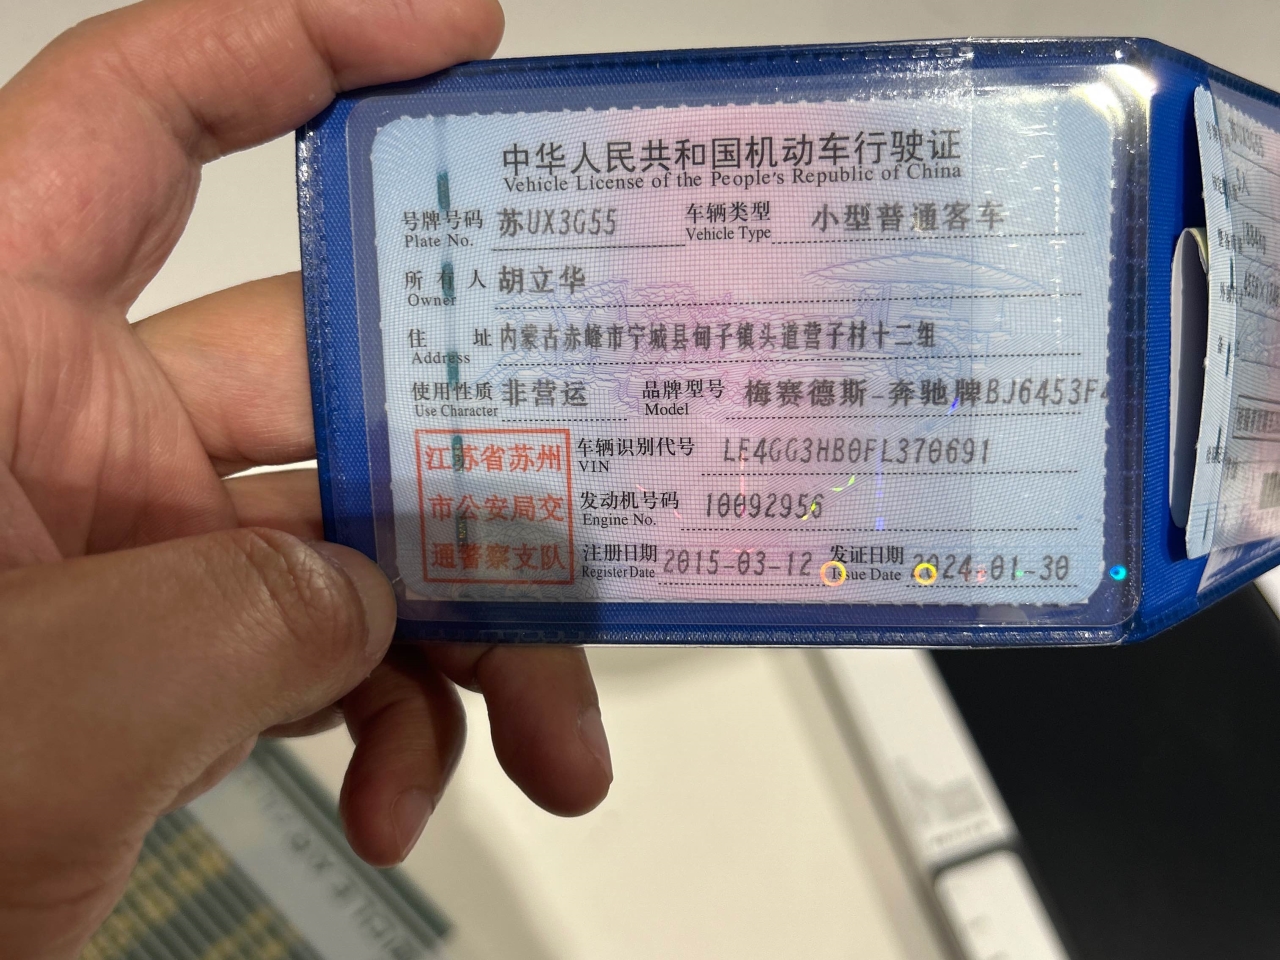 中华人民共和国机动车行驶证
Vehicle License of the People's Republic of China
号牌号码 苏UX3G55 车辆类型 小型普通客车
Plate No. Vehicle Type
所有人 胡立华
Owner
住址 内蒙古赤峰市宁城县甸子镇头道营子村十二组
Address
使用性质 非营运 品牌型号 梅赛德斯-奔驰牌BJ6453F
Use Character Model
江苏省苏州
市公安局交
通警察支队
车辆识别代号 LE4GG3HB0FL370691
VIN
发动机号码 10092956
Engine No.
注册日期 2015-03-12 发证日期 2024-01-30
Register Date Issue Date